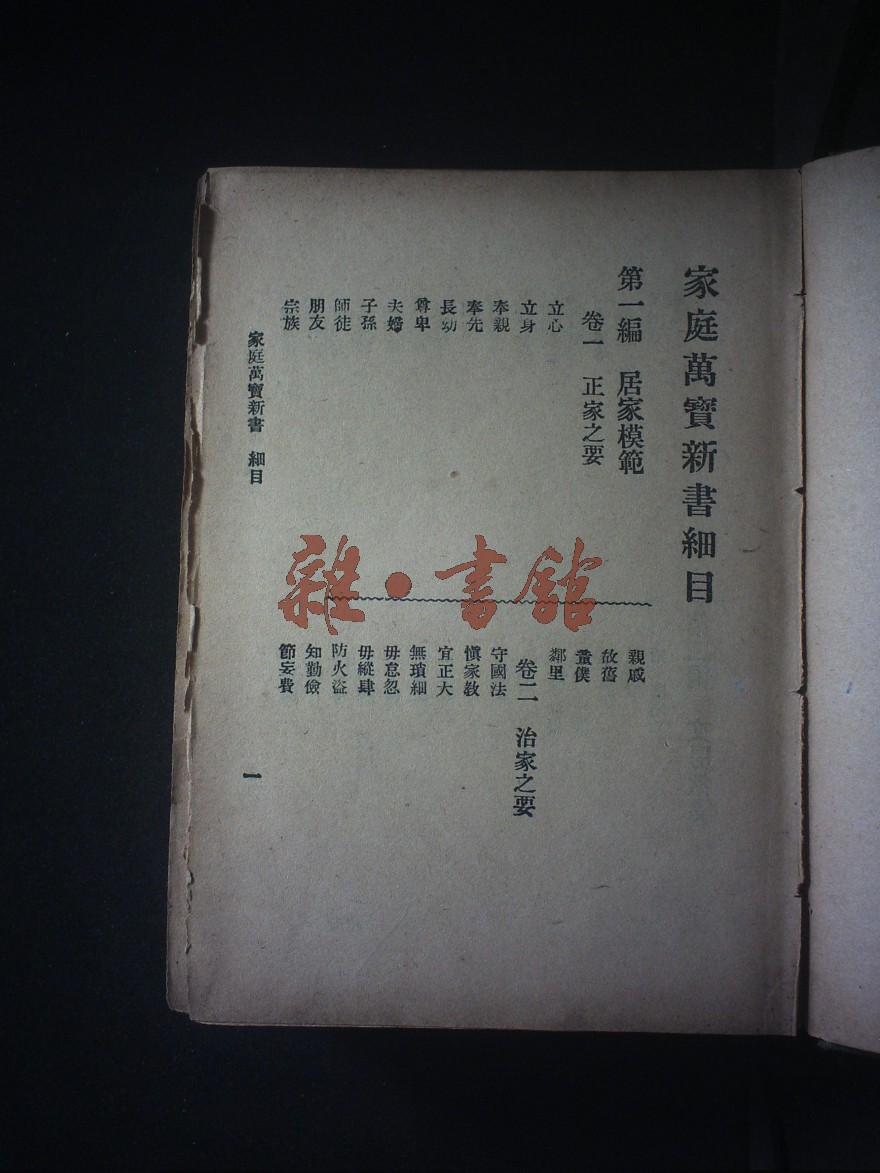 家庭萬寶新書細目
第一編　居家模範
卷一　正家之要
立心
立身
奉親
奉先
長幼
尊卑
夫婦
子孫
師徒
朋友
宗族
親戚
故舊
鄰里
卷二　治家之要
守國法
愼家敎
宜正大
無瑣細
毋怠忽
毋縱肆
防火盜
知勤儉
節妄費
家庭萬寶新書　細目
一
雜·書館